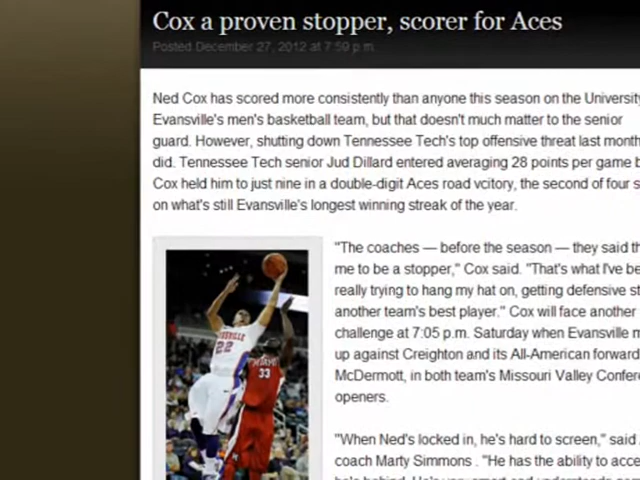 Cox a proven stopper, scorer for Aces
Posted December 27, 2012 at 7:59 p.m.
Ned Cox has scored more consistently than anyone this season on the University
Evansville's men's basketball team, but that doesn't much matter to the senior
guard. However, shutting down Tennessee Tech's top offensive threat last month
did. Tennessee Tech senior Jud Dillard entered averaging 28 points per game b
Cox held him to just nine in a double-digit Aces road vcitory, the second of four s
on what's still Evansville's longest winning streak of the year.
"The coaches — before the season — they said th
me to be a stopper," Cox said. "That's what I've be
really trying to hang my hat on, getting defensive st
another team's best player." Cox will face another
challenge at 7:05 p.m. Saturday when Evansville m
up against Creighton and its All-American forward
McDermott, in both team's Missouri Valley Confere
openers.
"When Ned's locked in, he's hard to screen," said
coach Marty Simmons . "He has the ability to acce
22
33